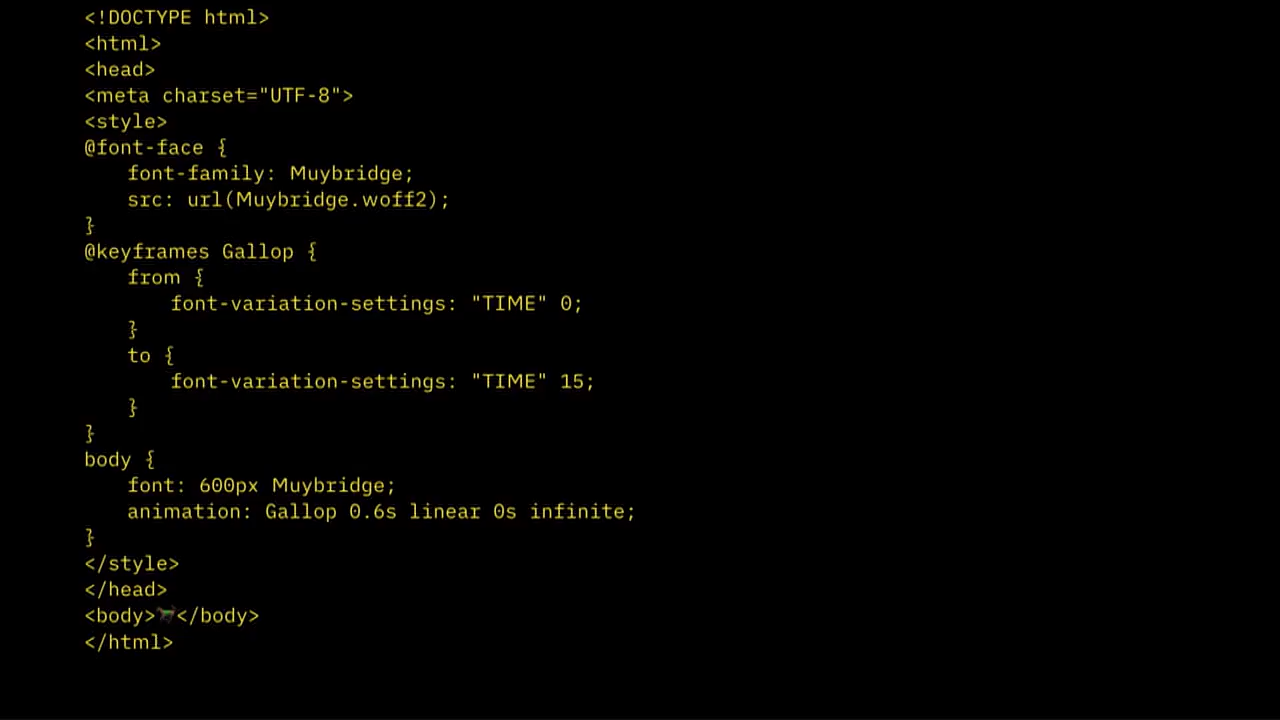 <!DOCTYPE html>
<html>
<head>
<meta charset="UTF-8">
<style>
@font-face {
    font-family: Muybridge;
    src: url(Muybridge.woff2);
}
@keyframes Gallop {
    from {
        font-variation-settings: "TIME" 0;
    }
    to {
        font-variation-settings: "TIME" 15;
    }
}
body {
    font: 600px Muybridge;
    animation: Gallop 0.6s linear 0s infinite;
}
</style>
</head>
<body>🐎</body>
</html>